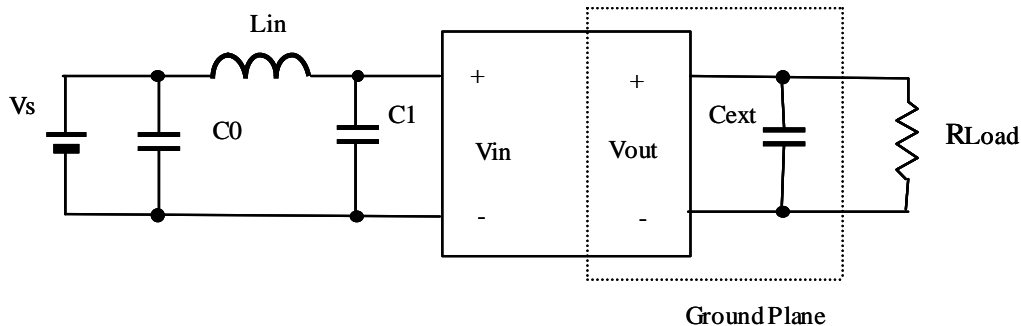 Lin
Vs
C0
C1
+
Vin
-
+
Vout
-
Cext
RLoad
Ground Plane